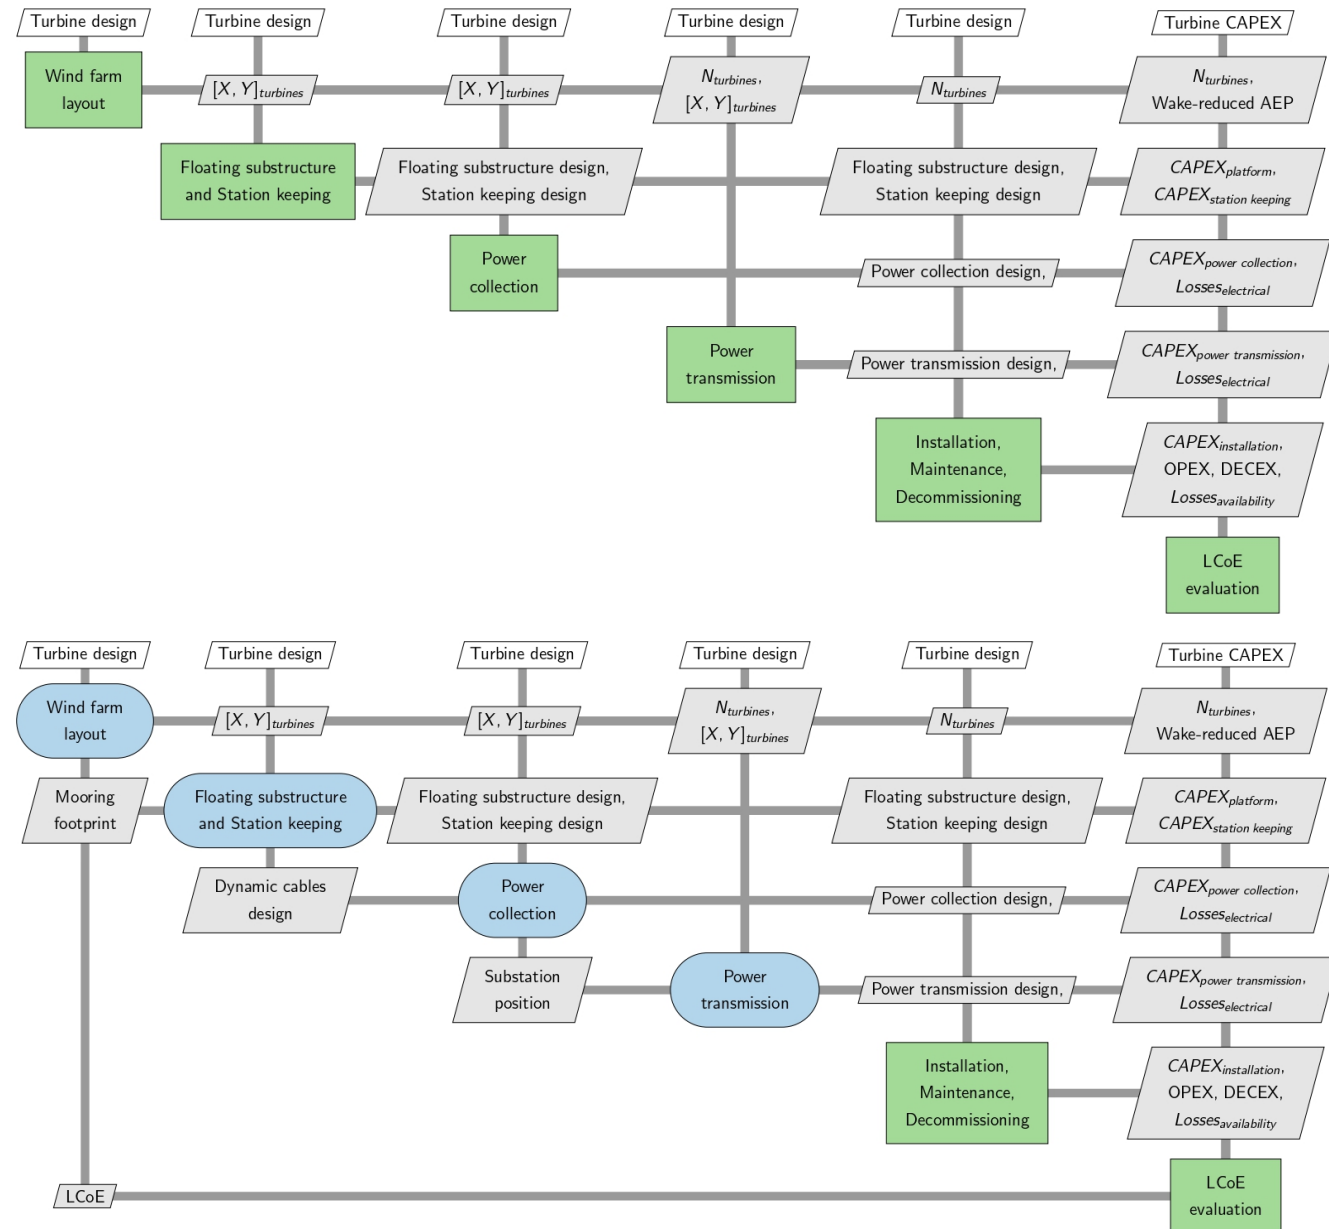 Turbine design
Turbine design
Turbine design
Turbine design
Turbine design
Turbine CAPEX
Wind farm
layout
[X, Y]turbines
[X, Y]turbines
Nturbines,
[X, Y]turbines
Nturbines
Nturbines,
Wake-reduced AEP
Floating substructure
and Station keeping
Floating substructure design,
Station keeping design
Floating substructure design,
Station keeping design
CAPEXplatform,
CAPEXstation keeping
Power
collection
Power collection design,
CAPEXpower collection,
Losseselectrical
Power
transmission
Power transmission design,
CAPEXpower transmission,
Losseselectrical
Installation,
Maintenance,
Decommissioning
CAPEXinstallation,
OPEX, DECEX,
Lossesavailability
LCoE
evaluation
Turbine design
Turbine design
Turbine design
Turbine design
Turbine design
Turbine CAPEX
Wind farm
layout
[X, Y]turbines
[X, Y]turbines
Nturbines,
[X, Y]turbines
Nturbines
Nturbines,
Wake-reduced AEP
Mooring
footprint
Floating substructure
and Station keeping
Floating substructure design,
Station keeping design
Floating substructure design,
Station keeping design
CAPEXplatform,
CAPEXstation keeping
Dynamic cables
design
Power
collection
Power collection design,
CAPEXpower collection,
Losseselectrical
Substation
position
Power
transmission
Power transmission design,
CAPEXpower transmission,
Losseselectrical
Installation,
Maintenance,
Decommissioning
CAPEXinstallation,
OPEX, DECEX,
Lossesavailability
LCoE
LCoE
evaluation